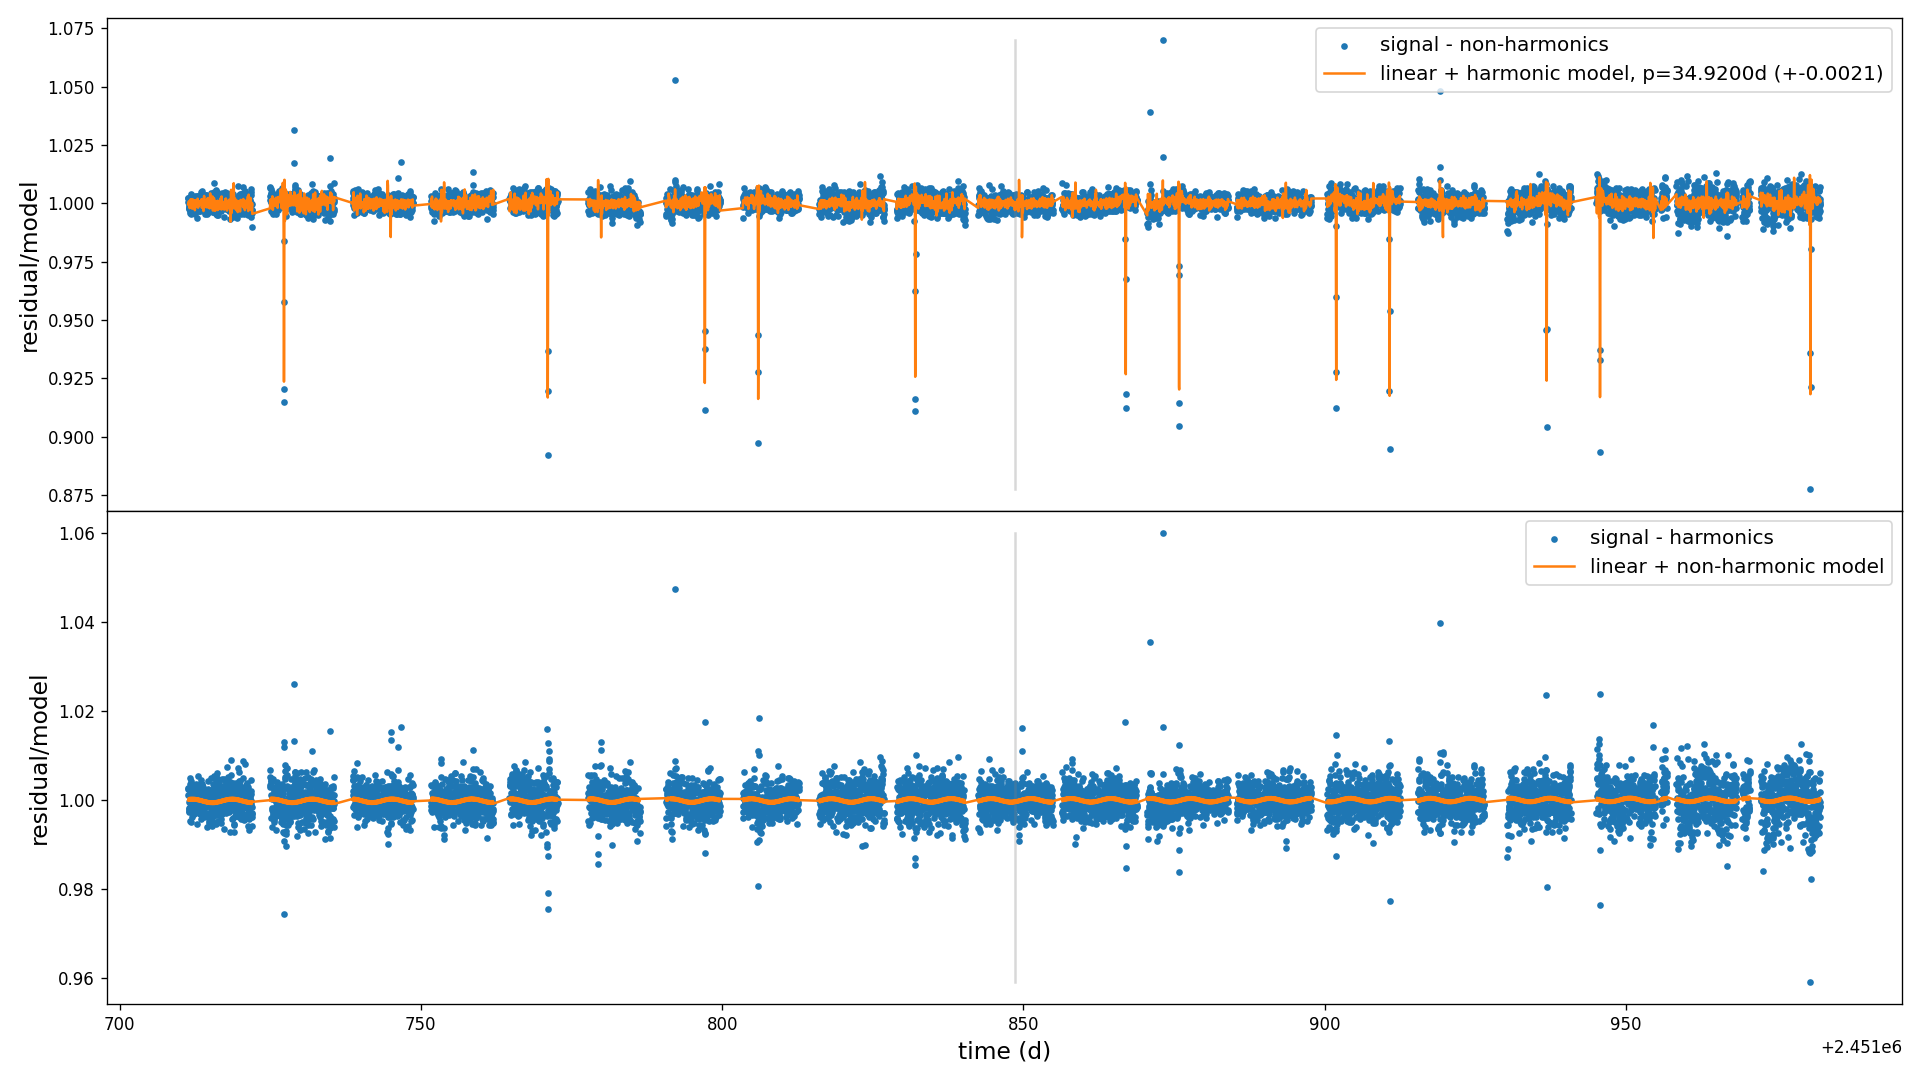 1.075
1.050
1.025
1.000
0.975
0.950
0.925
0.900
0.875
residual/model
signal - non-harmonics
linear + harmonic model, p=34.9200d (+-0.0021)
1.06
1.04
1.02
1.00
0.98
0.96
residual/model
signal - harmonics
linear + non-harmonic model
700
750
800
850
900
950
time (d)
+2.451e6